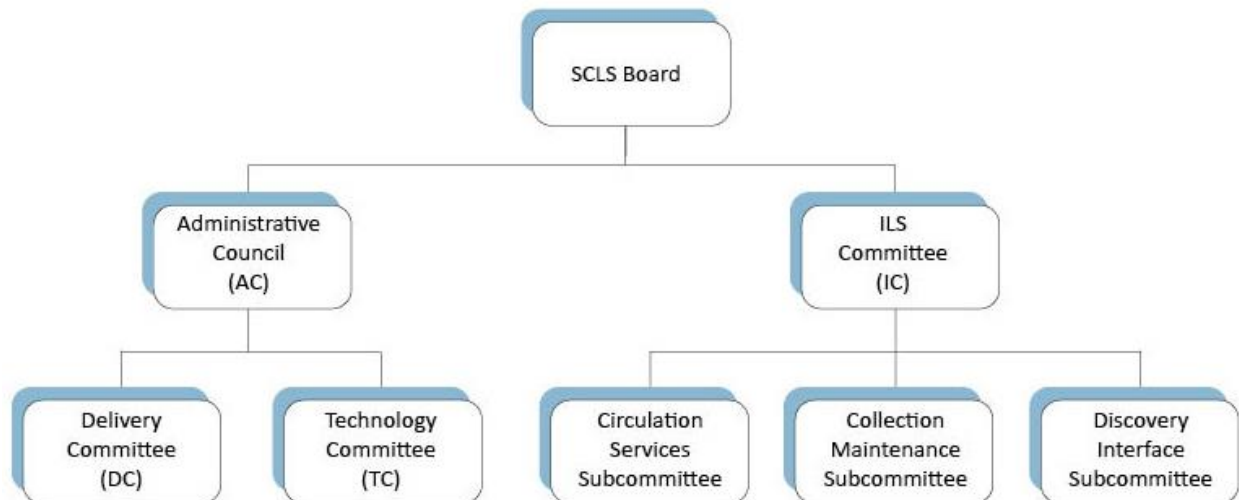 SCLS Board
Administrative
Council
(AC)
ILS
Committee
(IC)
Delivery
Committee
(DC)
Technology
Committee
(TC)
Circulation
Services
Subcommittee
Collection
Maintenance
Subcommittee
Discovery
Interface
Subcommittee